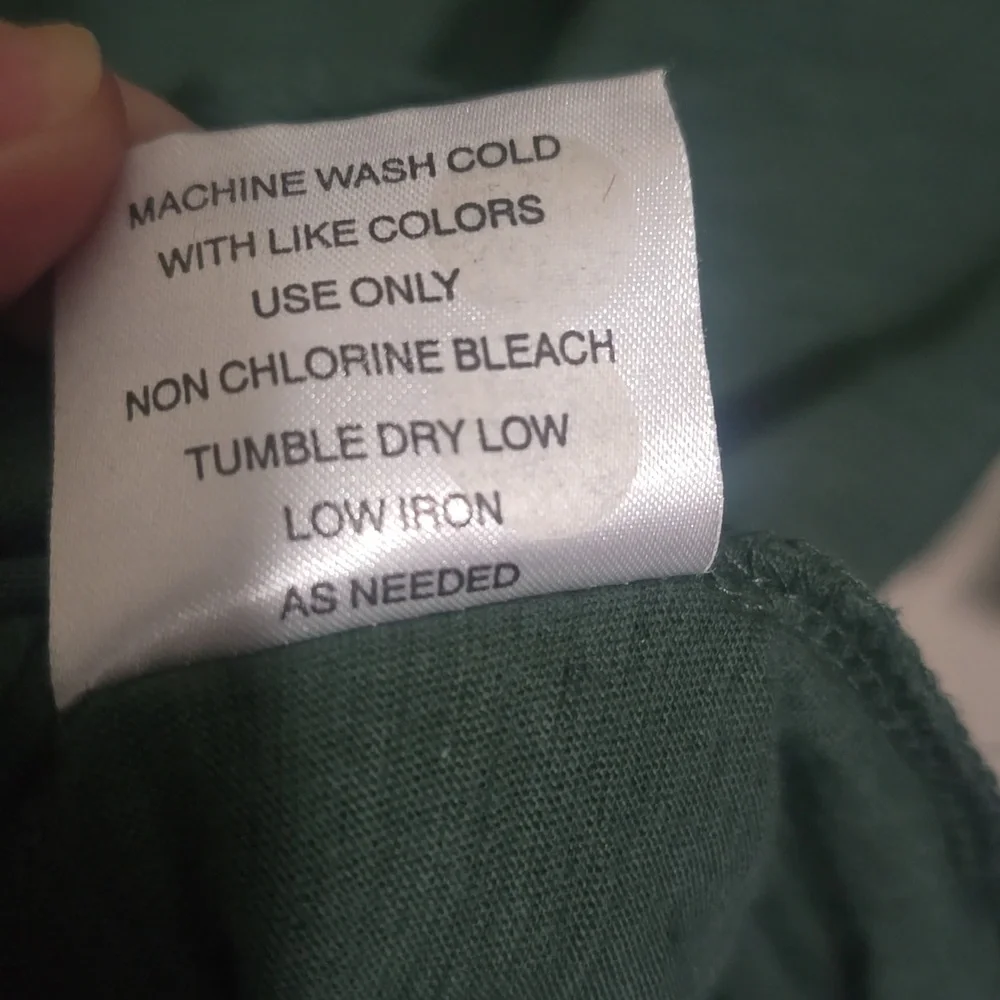 MACHINE WASH COLD
WITH LIKE COLORS
USE ONLY
NON CHLORINE BLEACH
TUMBLE DRY LOW
LOW IRON
AS NEEDED